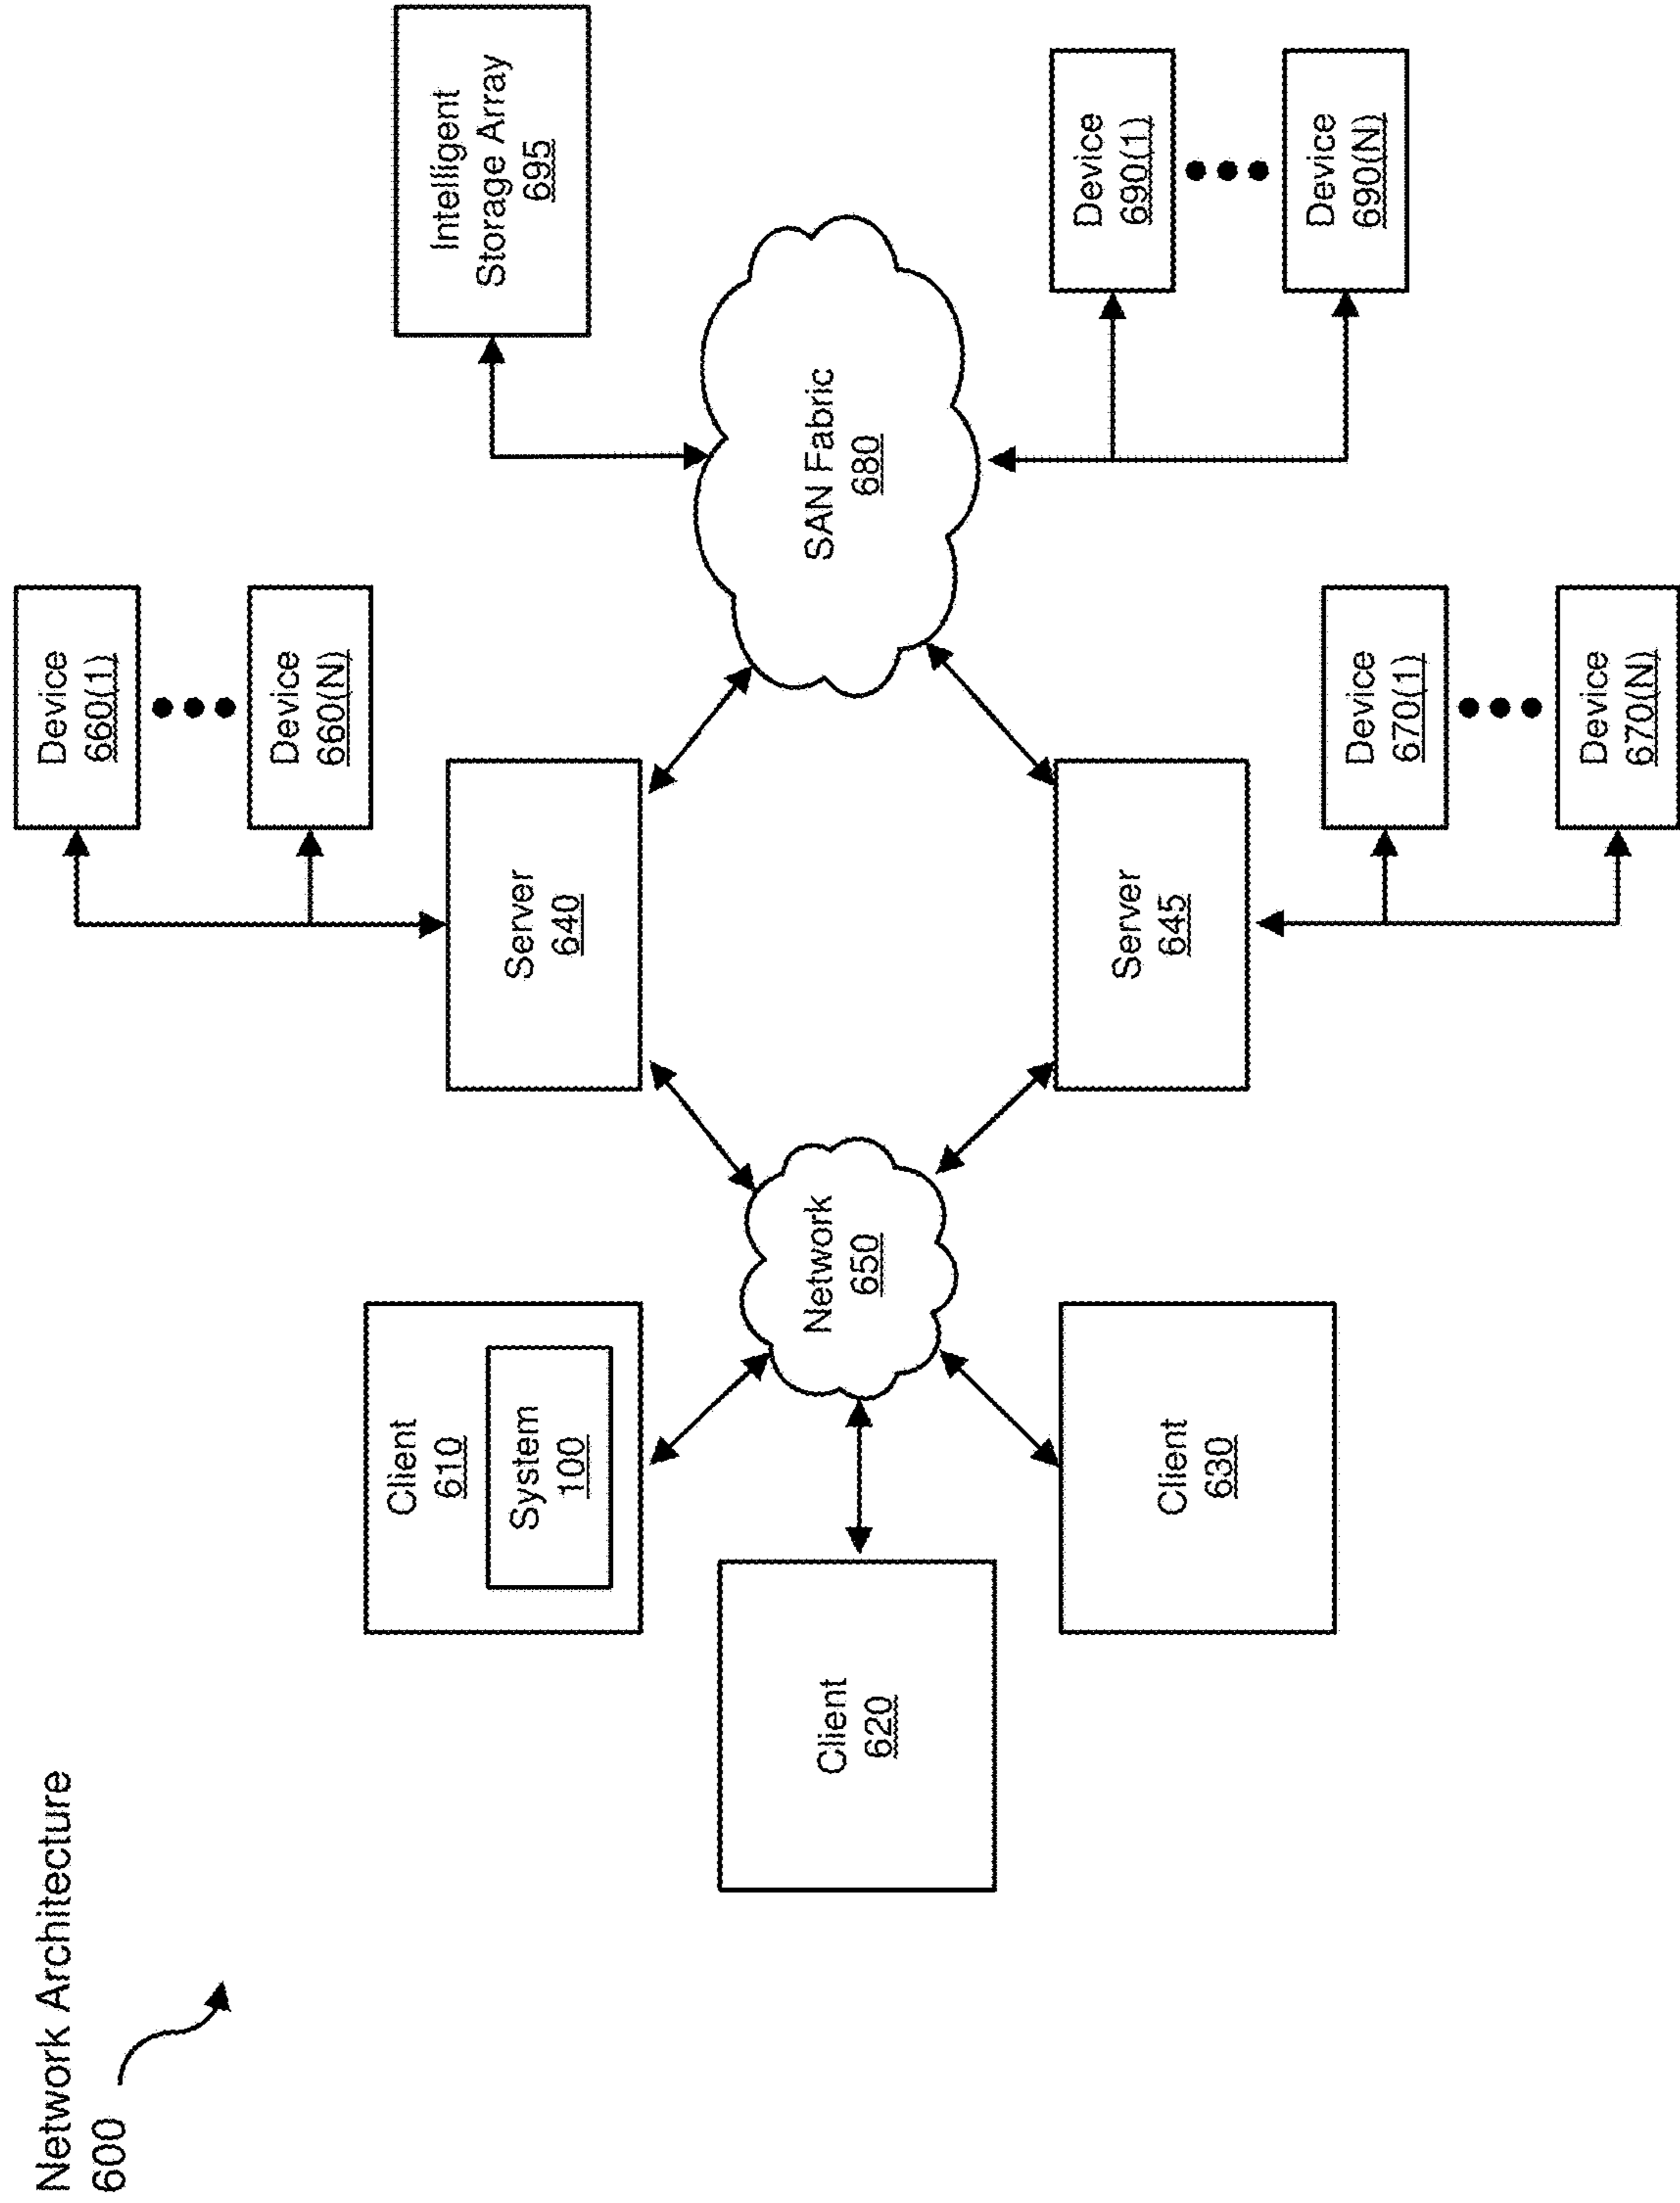 Network Architecture
600
Client
610
System
100
Client
620
Client
630
Network
650
Server
640
Server
645
Device
660(1)
Device
660(N)
Device
670(1)
Device
670(N)
SAN Fabric
680
Intelligent
Storage Array
695
Device
690(1)
Device
690(N)